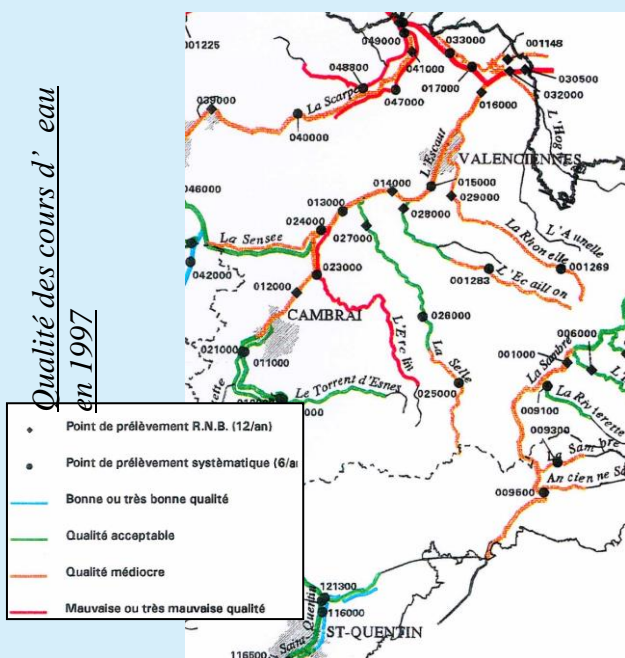 Qualité des cours d' eau
en 1997
001225
049000
033000
001148
048800
041000
030500
039000
La Scarpe
047000
017000
032000
016000
040000
L'Escaut
VALENCIENNES
046000
014000
015000
013000
029000
028000
L'Aunelle
024000
027000
La Rhonelle
La Sensee
L'Ecaillon
001269
042000
023000
001283
012000
CAMBRAI
L'Erclin
026000
006000
021000
011000
La Selle
001000
La Sambre
Le Torrent d'Esnes
025000
La Rivierette
009100
009300
La Sambre
Ancienne Sa
009600
Point de prélèvement R.N.B. (12/an)
Point de prélèvement systèmatique (6/a
Bonne ou très bonne qualité
Qualité acceptable
Qualité médiocre
Mauvaise ou très mauvaise qualité
121300
116000
ST-QUENTIN
116500